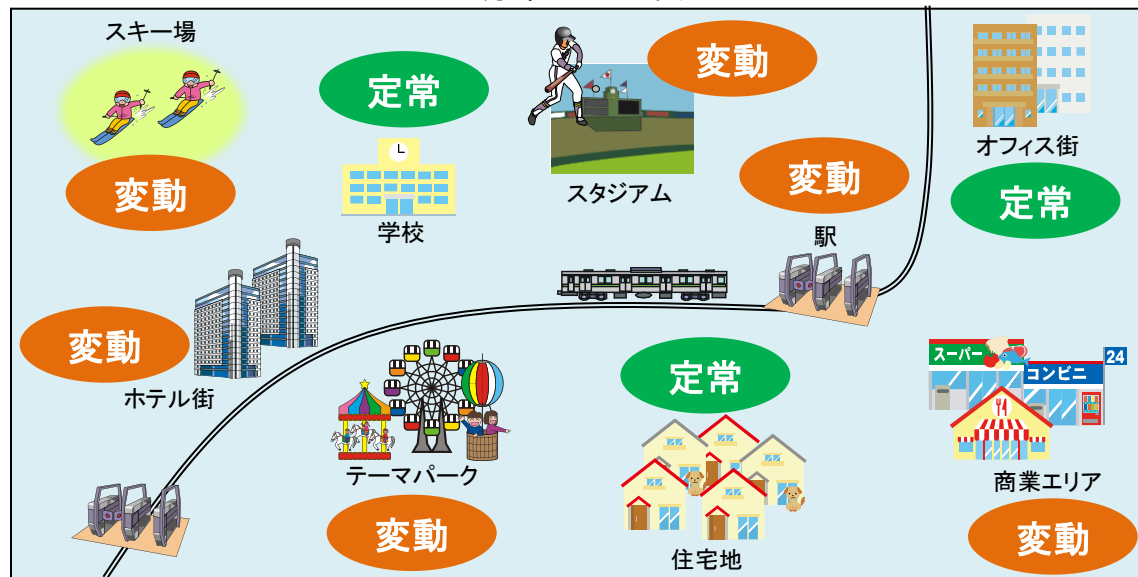 スキー場
変動
定常
学校
変動
スタジアム
変動
駅
オフィス街
定常
変動
ホテル街
テーマパーク
変動
定常
住宅地
スーパー
コンビニ
24
商業エリア
変動